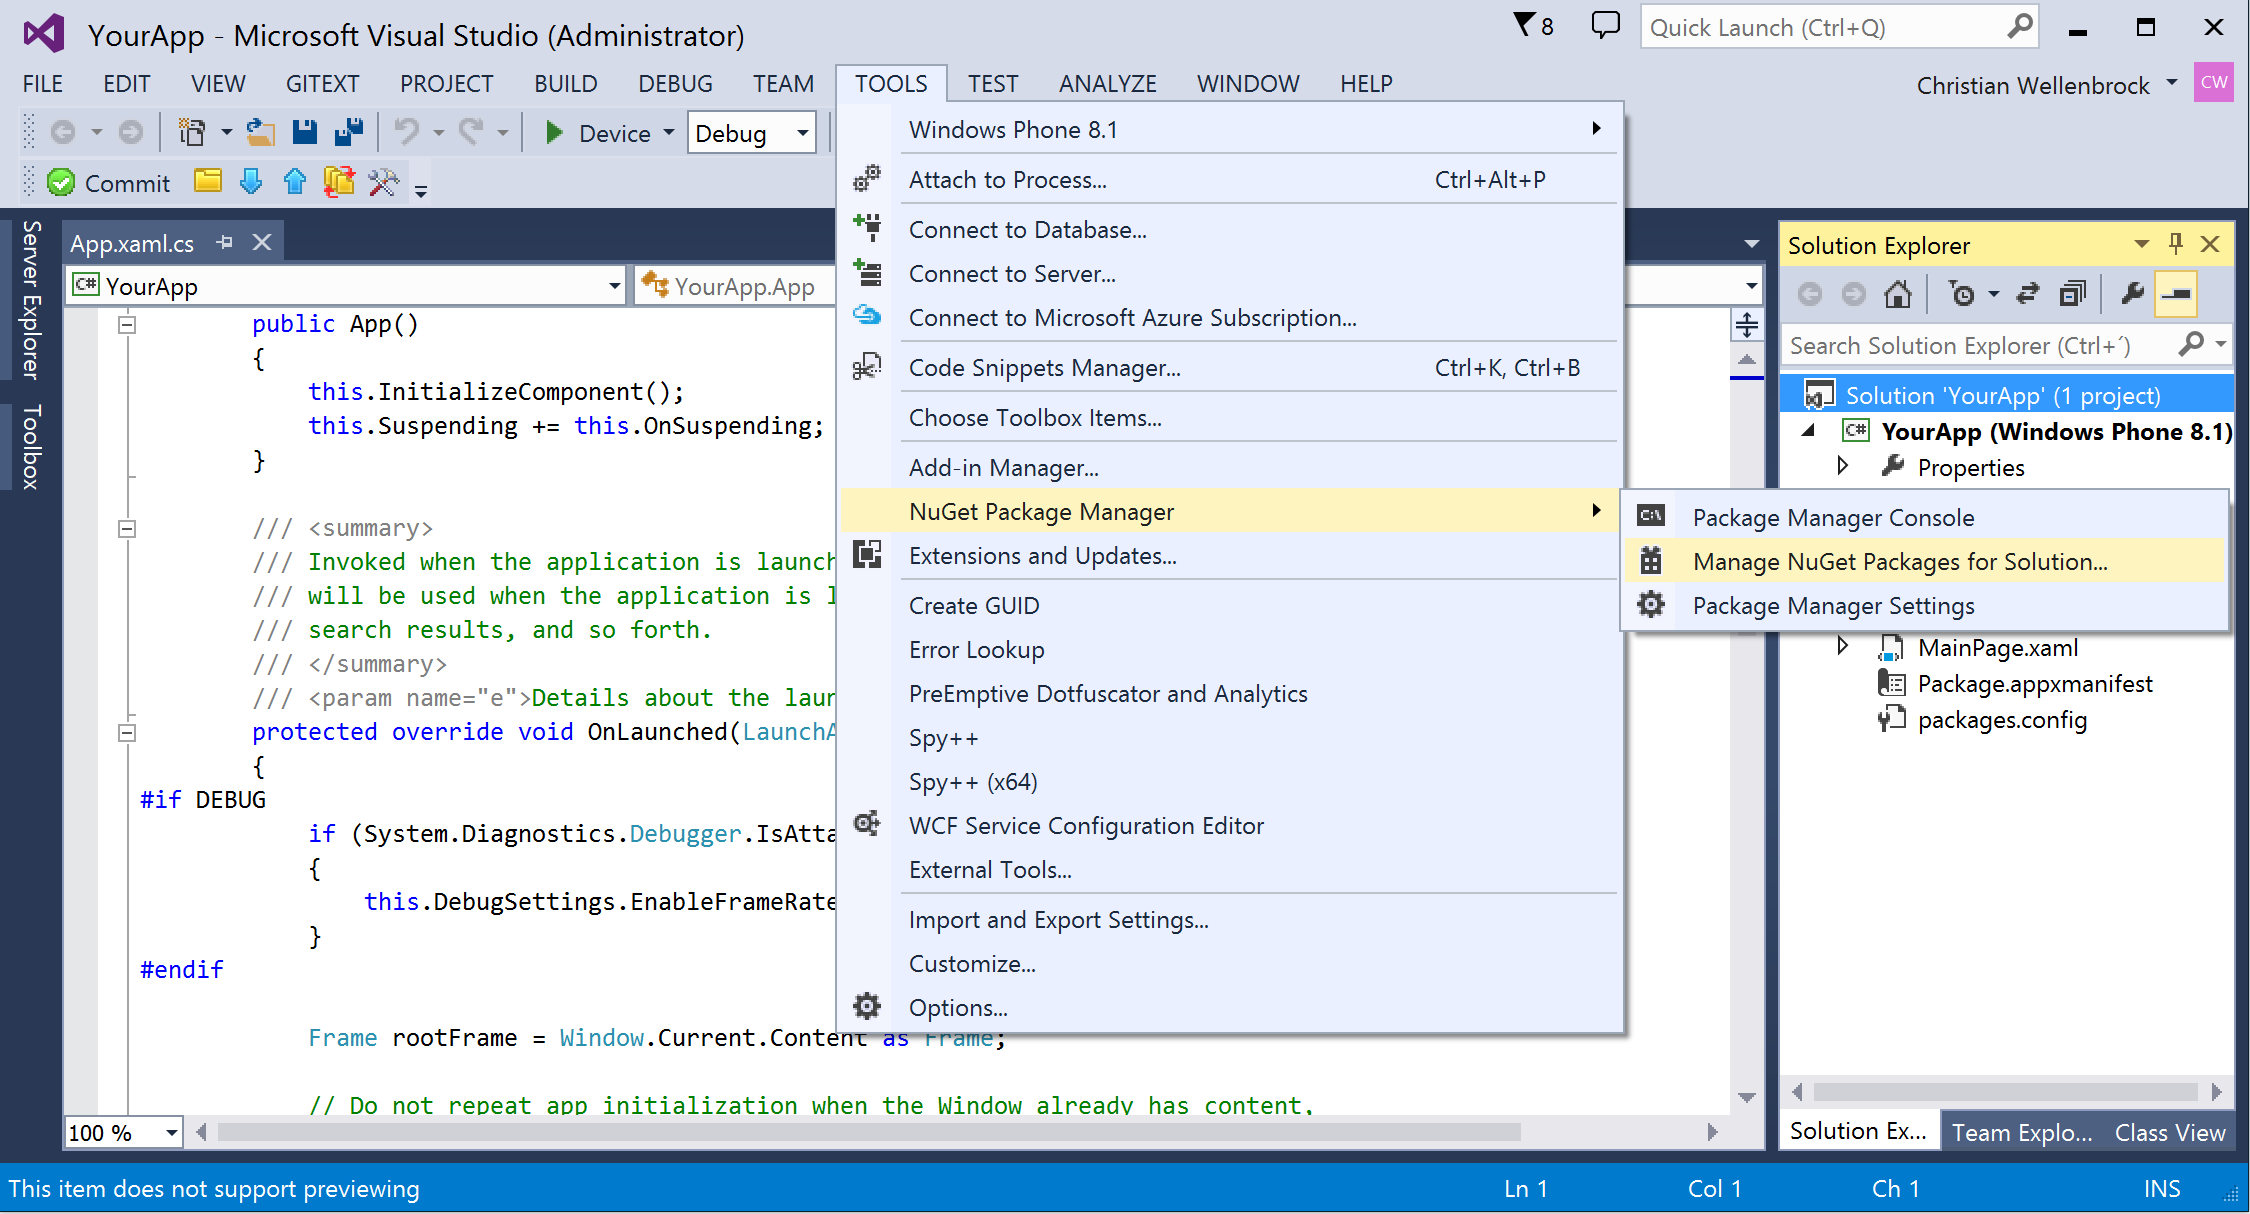 YourApp - Microsoft Visual Studio (Administrator)
8
Quick Launch (Ctrl+Q)
FILE EDIT VIEW GITEXT PROJECT BUILD DEBUG TEAM TOOLS TEST ANALYZE WINDOW HELP
Christian Wellenbrock
CW
Device
Debug
Commit
Server Explorer
Toolbox
App.xaml.cs
C# YourApp
YourApp.App
public App()
{
this.InitializeComponent();
this.Suspending += this.OnSuspending;
}
/// <summary>
/// Invoked when the application is launch
/// will be used when the application is l
/// search results, and so forth.
/// </summary>
/// <param name="e">Details about the laun
protected override void OnLaunched(LaunchA
{
#if DEBUG
if (System.Diagnostics.Debugger.IsAtta
{
this.DebugSettings.EnableFrameRate
}
#endif
Frame rootFrame = Window.Current.Content as Frame;
// Do not repeat app initialization when the Window already has content,
100 %
Windows Phone 8.1
Attach to Process... Ctrl+Alt+P
Connect to Database...
Connect to Server...
Connect to Microsoft Azure Subscription...
Code Snippets Manager... Ctrl+K, Ctrl+B
Choose Toolbox Items...
Add-in Manager...
NuGet Package Manager
Extensions and Updates...
Create GUID
Error Lookup
PreEmptive Dotfuscator and Analytics
Spy++
Spy++ (x64)
WCF Service Configuration Editor
External Tools...
Import and Export Settings...
Customize...
Options...
C:\ Package Manager Console
Manage NuGet Packages for Solution...
Package Manager Settings
Solution Explorer
Search Solution Explorer (Ctrl+´)
Solution 'YourApp' (1 project)
C# YourApp (Windows Phone 8.1)
Properties
MainPage.xaml
Package.appxmanifest
packages.config
Solution Ex... Team Explo... Class View
This item does not support previewing
Ln 1 Col 1 Ch 1 INS